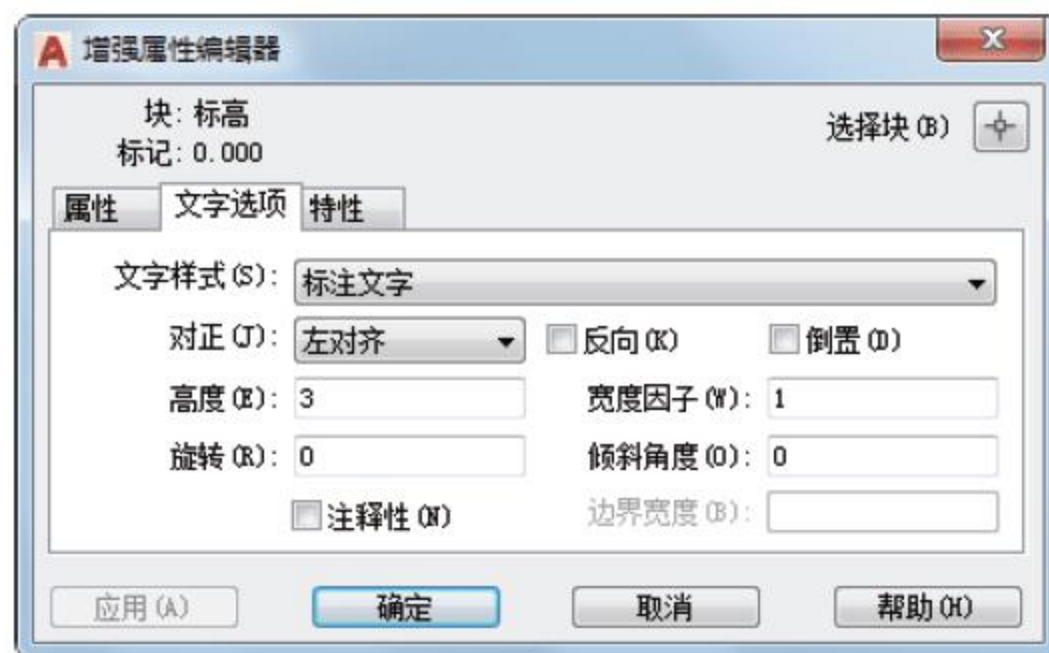 增强属性编辑器
块: 标高
标记: 0.000
选择块(B)
属性 文字选项 特性
文字样式(S): 标注文字
对正(J): 左对齐 反向(K) 倒置(D)
高度(E): 3 宽度因子(W): 1
旋转(R): 0 倾斜角度(O): 0
注释性(N) 边界宽度(B):
应用(A) 确定 取消 帮助(H)